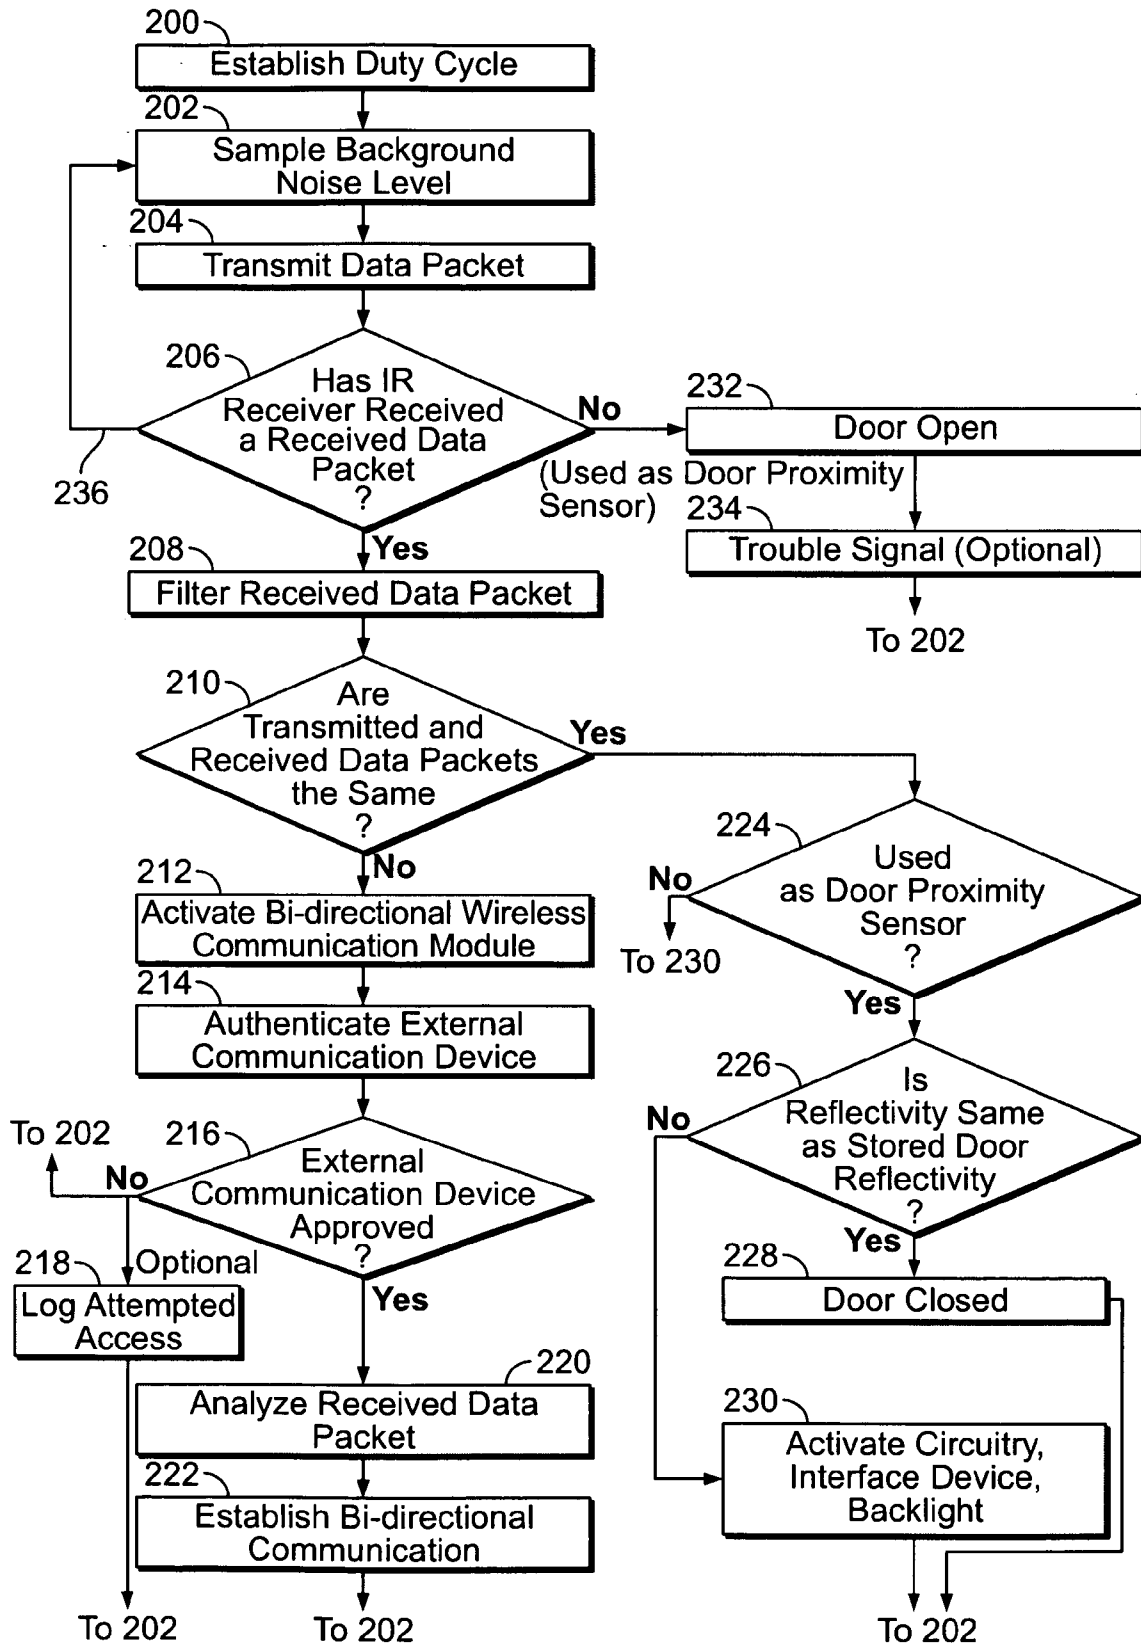 200
Establish Duty Cycle
202
Sample Background
Noise Level
204
Transmit Data Packet
206
Has IR
Receiver Received
a Received Data
Packet
?
236
No
(Used as Door Proximity
Sensor)
232
Door Open
234
Trouble Signal (Optional)
To 202
Yes
208
Filter Received Data Packet
210
Are
Transmitted and
Received Data Packets
the Same
?
Yes
No
212
Activate Bi-directional Wireless
Communication Module
214
Authenticate External
Communication Device
216
External
Communication Device
Approved
?
To 202
No
Optional
218
Log Attempted
Access
To 202
Yes
220
Analyze Received Data
Packet
222
Establish Bi-directional
Communication
To 202
224
Used
as Door Proximity
Sensor
?
No
To 230
Yes
226
Is
Reflectivity Same
as Stored Door
Reflectivity
?
No
Yes
228
Door Closed
230
Activate Circuitry,
Interface Device,
Backlight
To 202